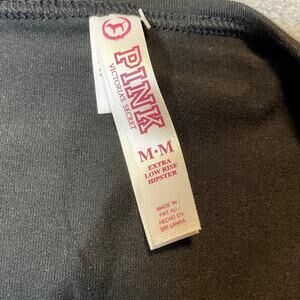 PINK
VICTORIA'S SECRET
M•M
EXTRA
LOW RISE
HIPSTER
MADE IN /
FAIT AU /
HECHO EN
SRI LANKA